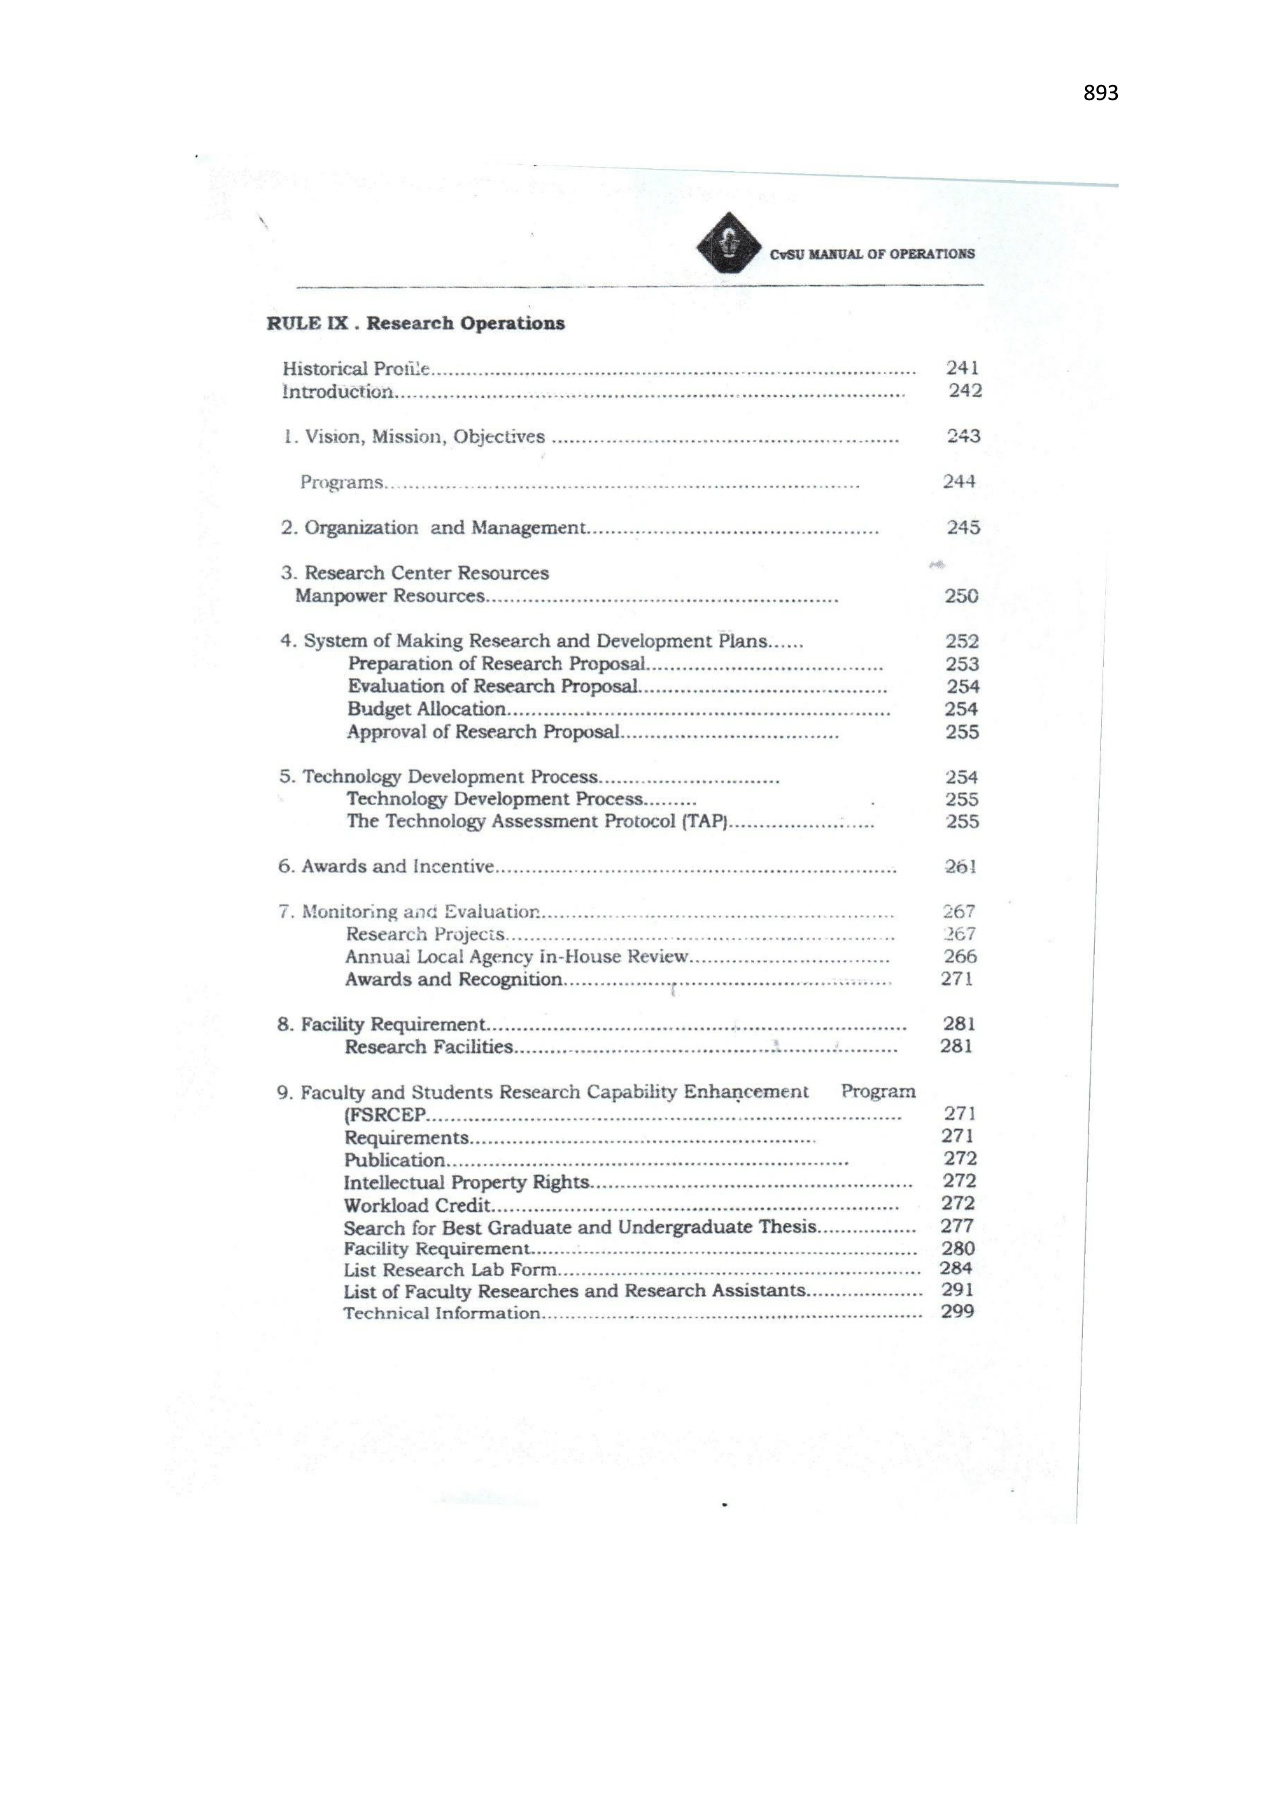 893
CvSU MANUAL OF OPERATIONS
RULE IX . Research Operations
Historical Profile.................................................................................. 241
Introduction...................................................................................... 242
1. Vision, Mission, Objectives .......................................................... 243
Programs................................................................................ 244
2. Organization and Management................................................ 245
3. Research Center Resources
Manpower Resources.......................................................... 250
4. System of Making Research and Development Plans...... 252
Preparation of Research Proposal....................................... 253
Evaluation of Research Proposal......................................... 254
Budget Allocation............................................................... 254
Approval of Research Proposal.................................... 255
5. Technology Development Process.............................. 254
Technology Development Process......... 255
The Technology Assessment Protocol (TAP)........................ 255
6. Awards and Incentive.................................................................. 261
7. Monitoring and Evaluation........................................................... 267
Research Projects................................................................ 267
Annual Local Agency in-House Review................................. 266
Awards and Recognition...................................................... 271
8. Facility Requirement..................................................................... 281
Research Facilities............................................................... 281
9. Faculty and Students Research Capability Enhancement Program
(FSRCEP.............................................................................. 271
Requirements......................................................... 271
Publication.................................................................. 272
Intellectual Property Rights..................................................... 272
Workload Credit................................................................... 272
Search for Best Graduate and Undergraduate Thesis................ 277
Facility Requirement............................................................... 280
List Research Lab Form............................................................ 284
List of Faculty Researches and Research Assistants................... 291
Technical Information............................................................... 299